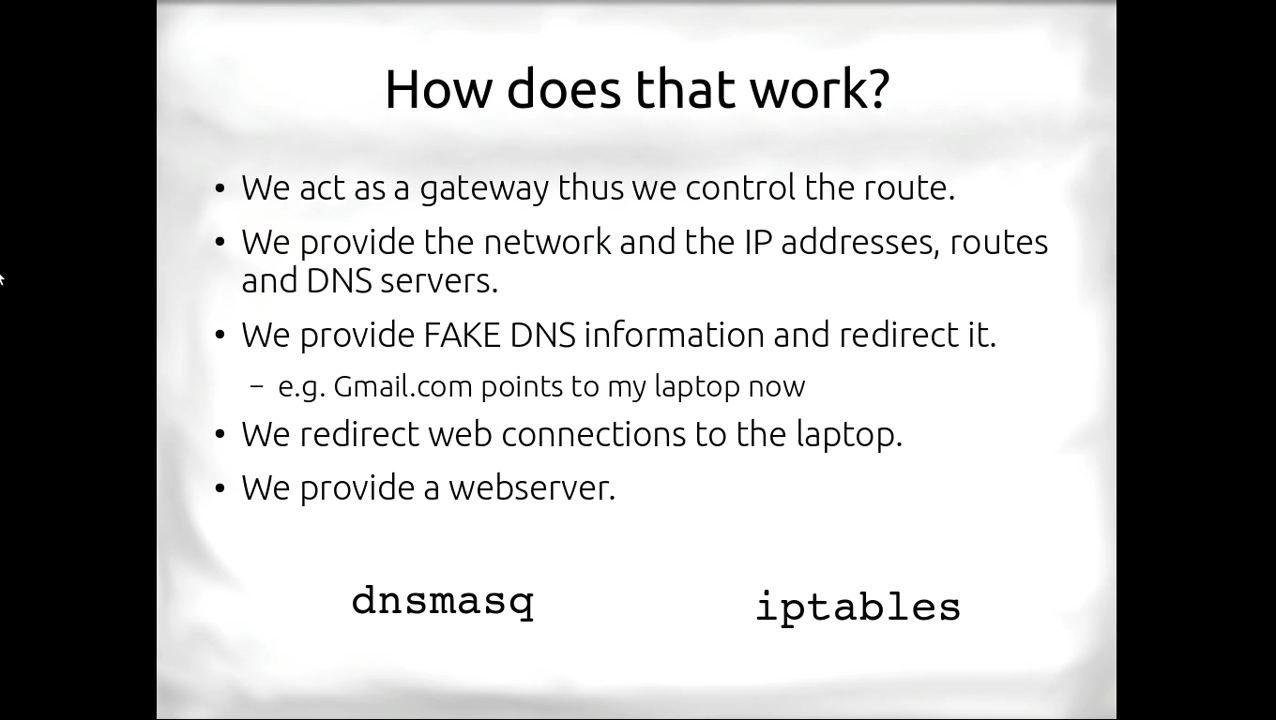 How does that work?
• We act as a gateway thus we control the route.
• We provide the network and the IP addresses, routes
and DNS servers.
• We provide FAKE DNS information and redirect it.
– e.g. Gmail.com points to my laptop now
• We redirect web connections to the laptop.
• We provide a webserver.
dnsmasq
iptables